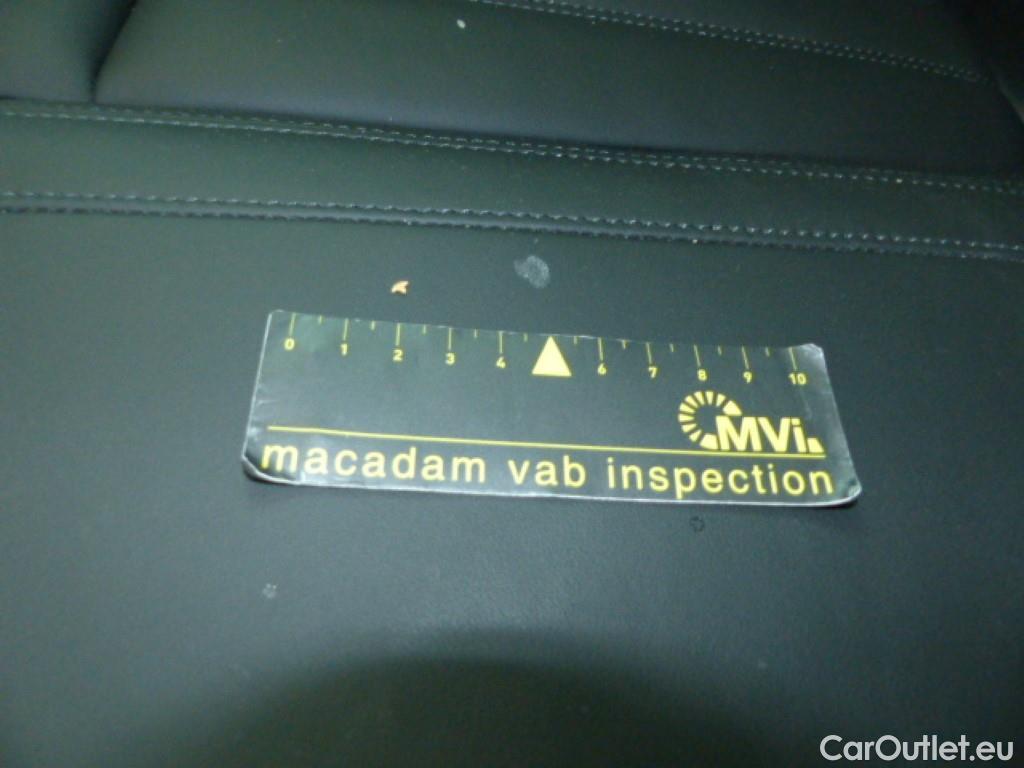 0 1 2 3 4 6 7 8 9 10
MVi
macadam vab inspection
CarOutlet.eu